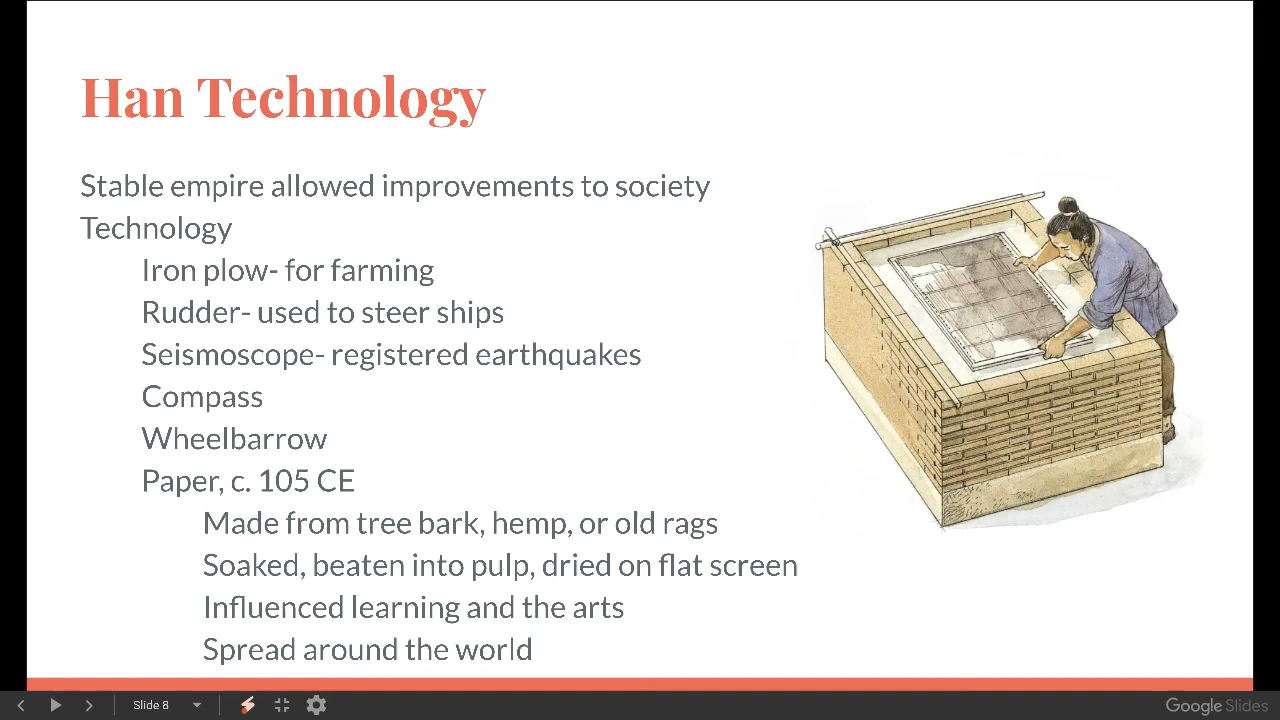 Han Technology
Stable empire allowed improvements to society
Technology
Iron plow- for farming
Rudder- used to steer ships
Seismoscope- registered earthquakes
Compass
Wheelbarrow
Paper, c. 105 CE
Made from tree bark, hemp, or old rags
Soaked, beaten into pulp, dried on flat screen
Influenced learning and the arts
Spread around the world
Slide 8
Google Slides